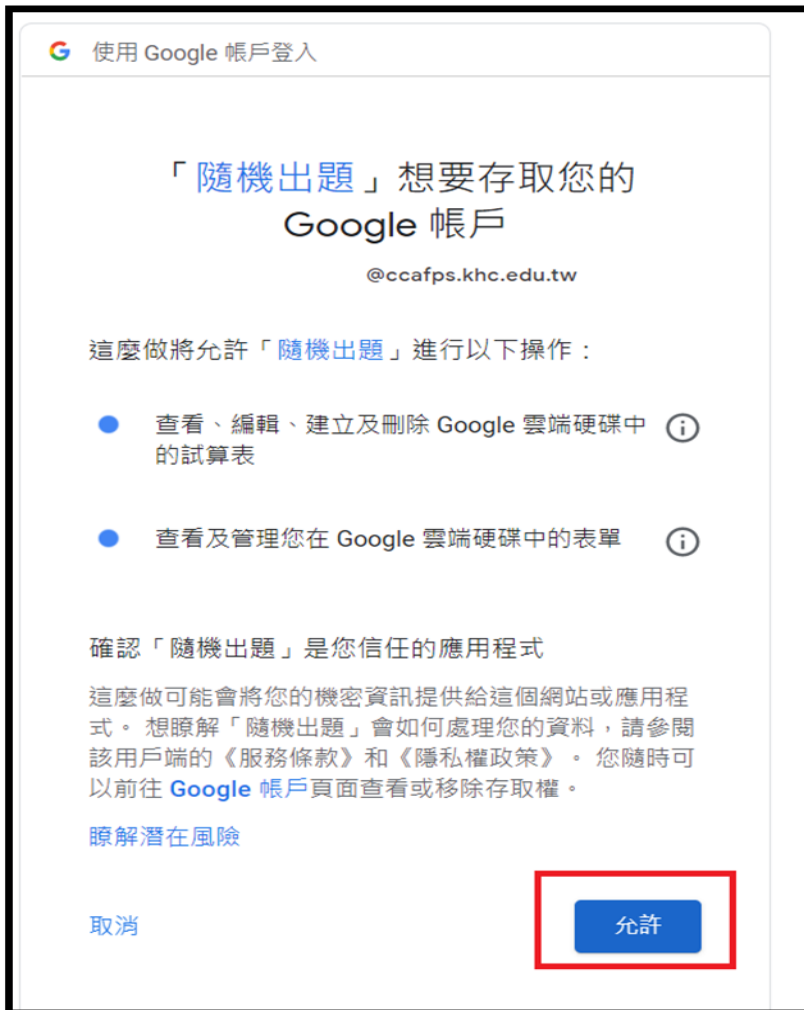 使用 Google 帳戶登入
「隨機出題」想要存取您的
Google 帳戶
@ccafps.khc.edu.tw
這麼做將允許「隨機出題」進行以下操作：
查看、編輯、建立及刪除 Google 雲端硬碟中
的試算表
查看及管理您在 Google 雲端硬碟中的表單
確認「隨機出題」是您信任的應用程式
這麼做可能會將您的機密資訊提供給這個網站或應用程
式。 想瞭解「隨機出題」會如何處理您的資料，請參閱
該用戶端的《服務條款》和《隱私權政策》。 您隨時可
以前往 Google 帳戶頁面查看或移除存取權。
瞭解潛在風險
取消
允許